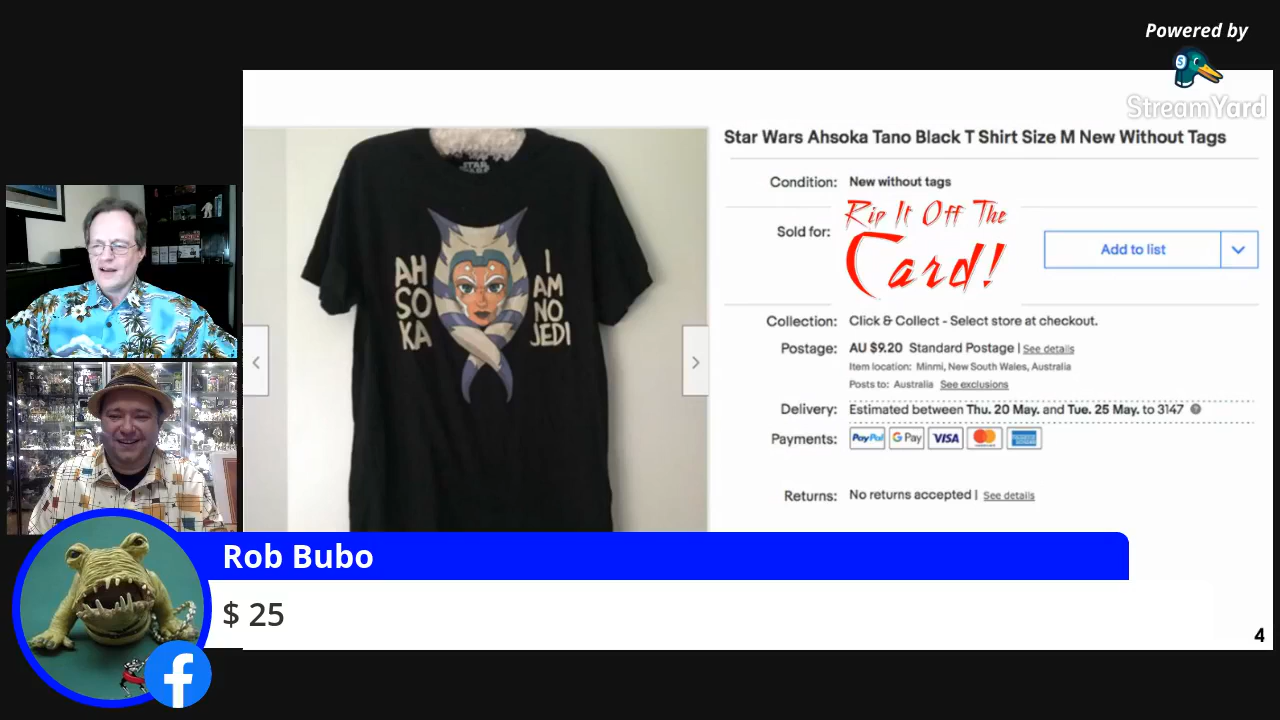 Powered by
StreamYard
Star Wars Ahsoka Tano Black T Shirt Size M New Without Tags
Condition: New without tags
Sold for: Rip It Off The
Card!
Add to list
Collection: Click & Collect - Select store at checkout.
Postage: AU $9.20 Standard Postage | See details
Item location: Minmi, New South Wales, Australia
Posts to: Australia See exclusions
Delivery: Estimated between Thu. 20 May. and Tue. 25 May. to 3147
Payments: PayPal G Pay VISA
Returns: No returns accepted | See details
STAR
WARS
AH
SO
KA
I
AM
NO
JEDI
Rob Bubo
$ 25
4